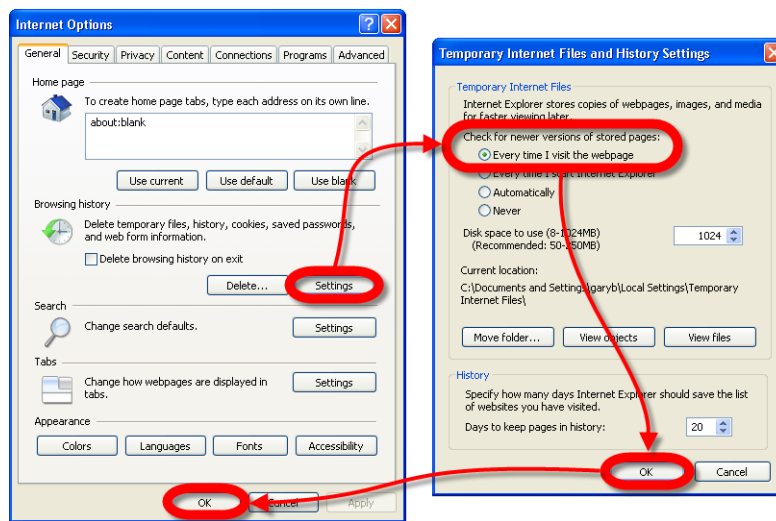 Internet Options
General Security Privacy Content Connections Programs Advanced
Home page
To create home page tabs, type each address on its own line.
about:blank
Use current Use default Use blank
Browsing history
Delete temporary files, history, cookies, saved passwords,
and web form information.
Delete browsing history on exit
Delete... Settings
Search
Change search defaults. Settings
Tabs
Change how webpages are displayed in
tabs.
Settings
Appearance
Colors Languages Fonts Accessibility
OK Cancel Apply
Temporary Internet Files and History Settings
Temporary Internet Files
Internet Explorer stores copies of webpages, images, and media
for faster viewing later.
Check for newer versions of stored pages:
Every time I visit the webpage
Every time I start Internet Explorer
Automatically
Never
Disk space to use (8-1024MB)
(Recommended: 50-250MB)
1024
Current location:
C:\Documents and Settings\garyb\Local Settings\Temporary
Internet Files\
Move folder... View objects View files
History
Specify how many days Internet Explorer should save the list
of websites you have visited.
Days to keep pages in history: 20
OK Cancel